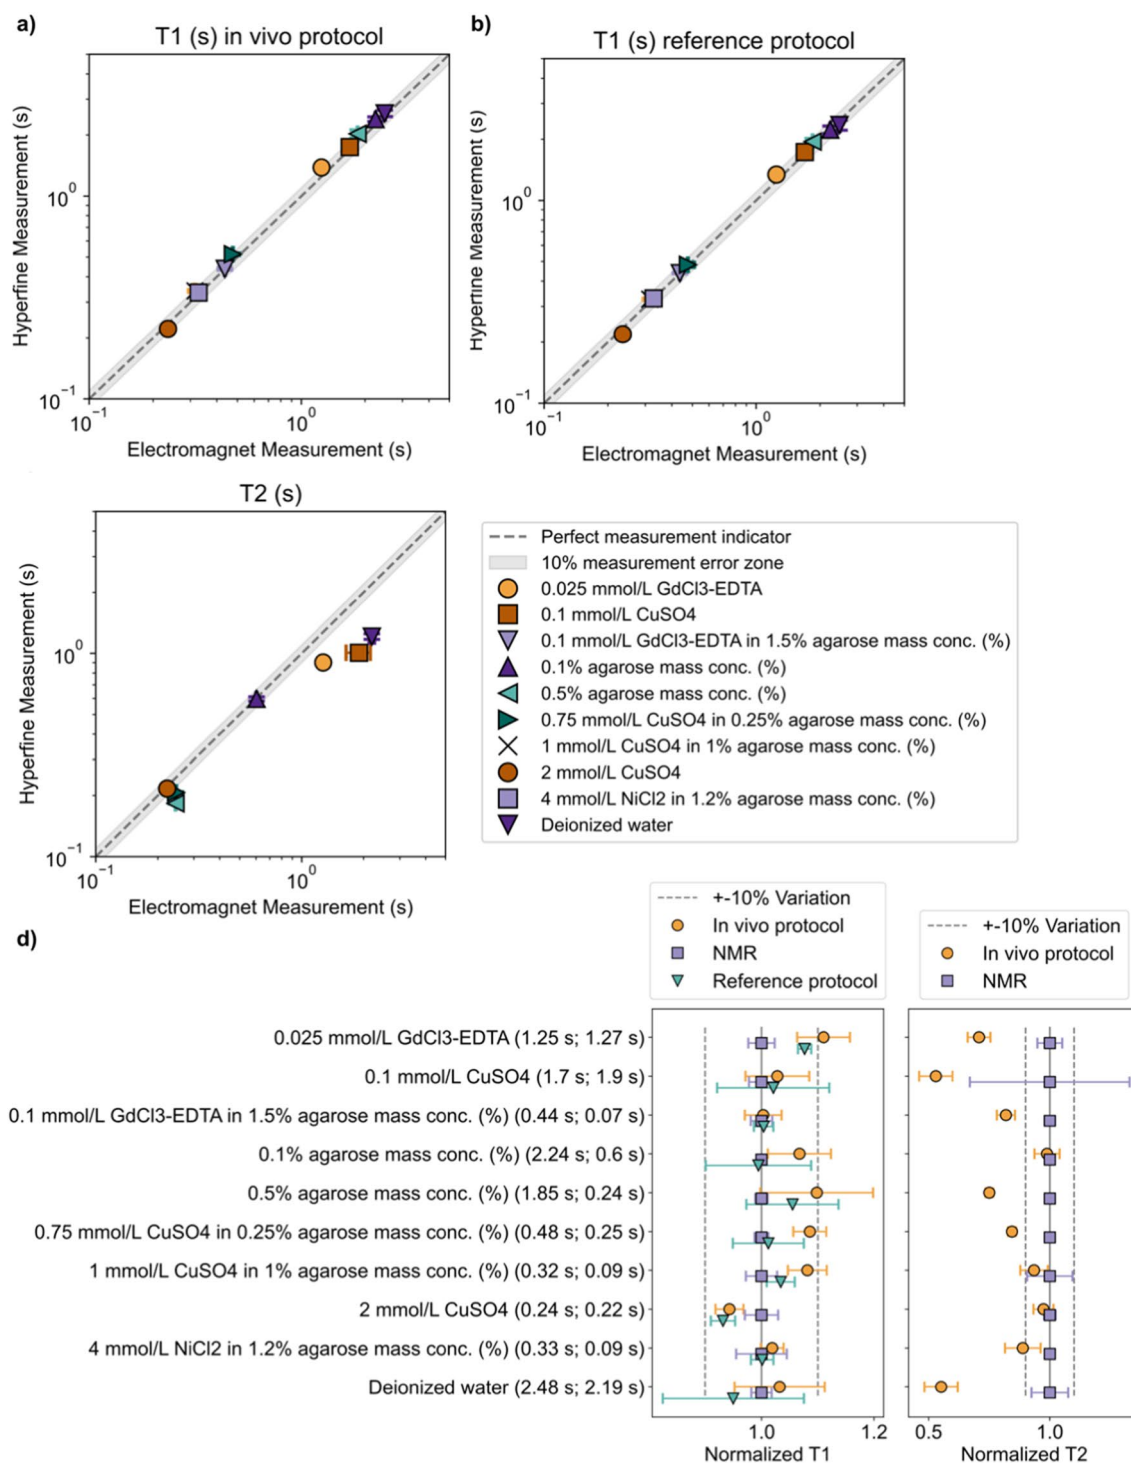 a)
T1 (s) in vivo protocol
Hyperfine Measurement (s)
10⁰
10⁻¹
10⁻¹
10⁰
Electromagnet Measurement (s)
b)
T1 (s) reference protocol
Hyperfine Measurement (s)
10⁰
10⁻¹
10⁻¹
10⁰
Electromagnet Measurement (s)
T2 (s)
Hyperfine Measurement (s)
10⁰
10⁻¹
10⁻¹
10⁰
Electromagnet Measurement (s)
Perfect measurement indicator
10% measurement error zone
0.025 mmol/L GdCl3-EDTA
0.1 mmol/L CuSO4
0.1 mmol/L GdCl3-EDTA in 1.5% agarose mass conc. (%)
0.1% agarose mass conc. (%)
0.5% agarose mass conc. (%)
0.75 mmol/L CuSO4 in 0.25% agarose mass conc. (%)
1 mmol/L CuSO4 in 1% agarose mass conc. (%)
2 mmol/L CuSO4
4 mmol/L NiCl2 in 1.2% agarose mass conc. (%)
Deionized water
d)
+-10% Variation
In vivo protocol
NMR
Reference protocol
+-10% Variation
In vivo protocol
NMR
0.025 mmol/L GdCl3-EDTA (1.25 s; 1.27 s)
0.1 mmol/L CuSO4 (1.7 s; 1.9 s)
0.1 mmol/L GdCl3-EDTA in 1.5% agarose mass conc. (%) (0.44 s; 0.07 s)
0.1% agarose mass conc. (%) (2.24 s; 0.6 s)
0.5% agarose mass conc. (%) (1.85 s; 0.24 s)
0.75 mmol/L CuSO4 in 0.25% agarose mass conc. (%) (0.48 s; 0.25 s)
1 mmol/L CuSO4 in 1% agarose mass conc. (%) (0.32 s; 0.09 s)
2 mmol/L CuSO4 (0.24 s; 0.22 s)
4 mmol/L NiCl2 in 1.2% agarose mass conc. (%) (0.33 s; 0.09 s)
Deionized water (2.48 s; 2.19 s)
1.0
1.2
Normalized T1
0.5
1.0
Normalized T2